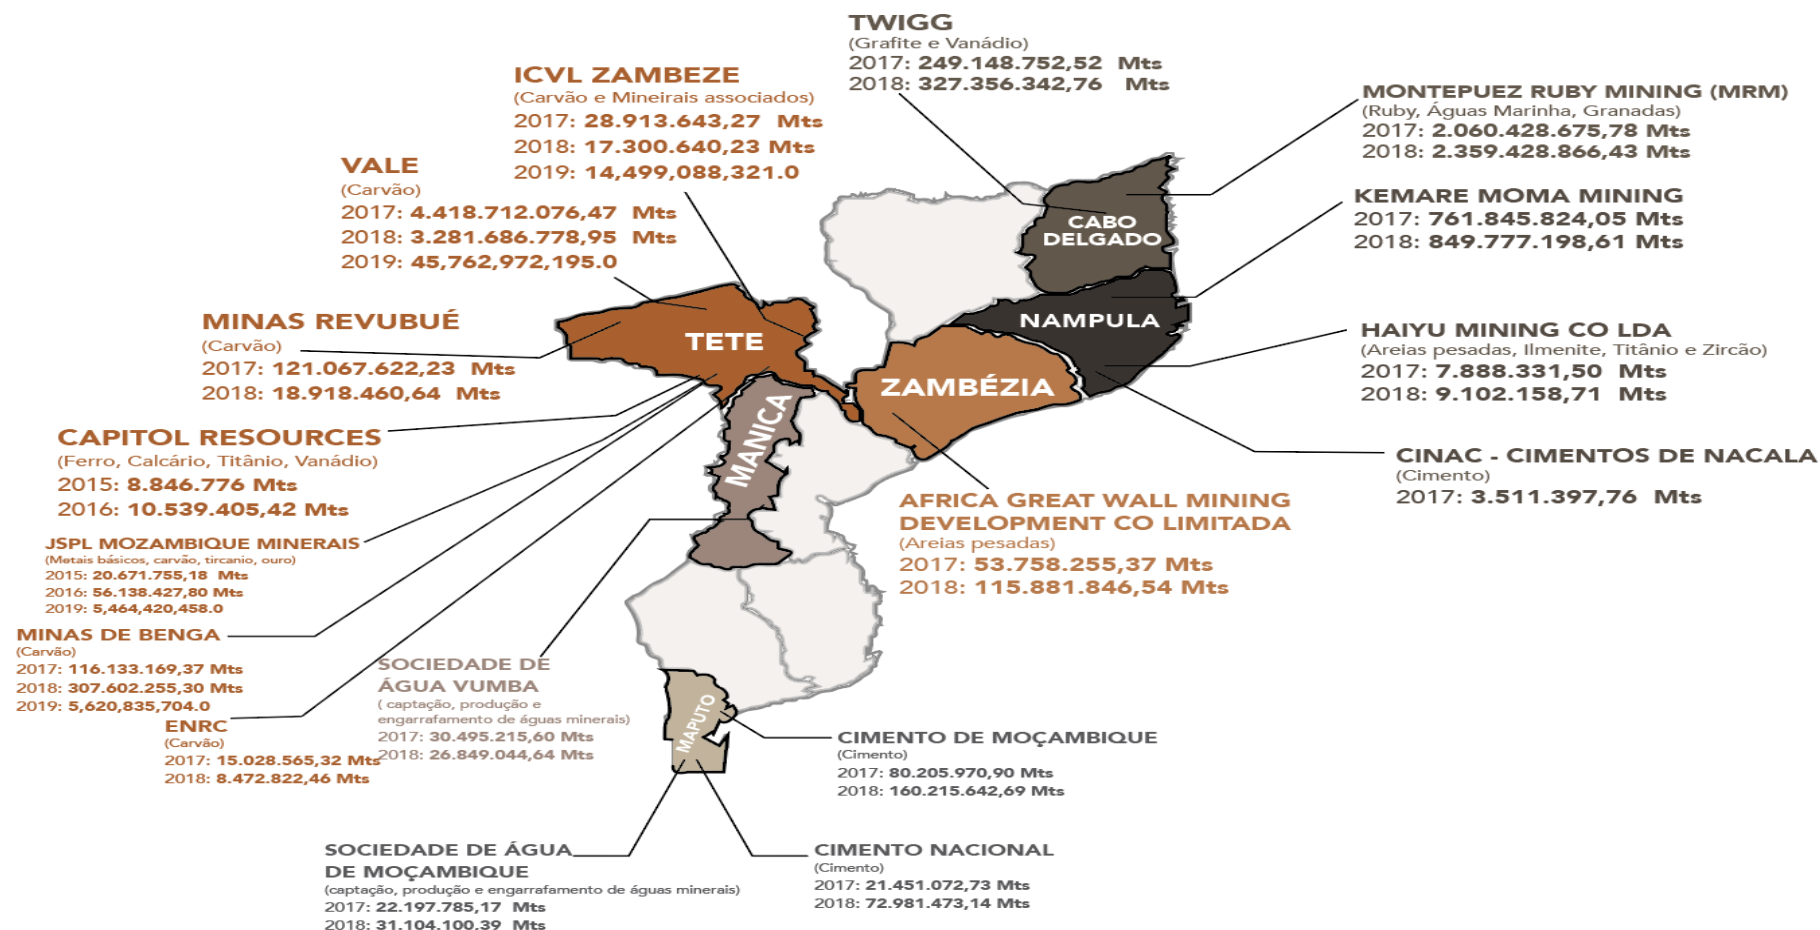 TWIGG
(Grafite e Vanádio)
2017: 249.148.752,52 Mts
2018: 327.356.342,76 Mts
ICVL ZAMBEZE
(Carvão e Mineirais associados)
2017: 28.913.643,27 Mts
2018: 17.300.640,23 Mts
2019: 14,499,088,321.0
MONTEPUEZ RUBY MINING (MRM)
(Ruby, Águas Marinha, Granadas)
2017: 2.060.428.675,78 Mts
2018: 2.359.428.866,43 Mts
VALE
(Carvão)
2017: 4.418.712.076,47 Mts
2018: 3.281.686.778,95 Mts
2019: 45,762,972,195.0
KEMARE MOMA MINING
2017: 761.845.824,05 Mts
2018: 849.777.198,61 Mts
CABO
DELGADO
NAMPULA
TETE
ZAMBÉZIA
MANICA
MAPUTO
MINAS REVUBUÉ
(Carvão)
2017: 121.067.622,23 Mts
2018: 18.918.460,64 Mts
HAIYU MINING CO LDA
(Areias pesadas, Ilmenite, Titânio e Zircão)
2017: 7.888.331,50 Mts
2018: 9.102.158,71 Mts
CAPITOL RESOURCES
(Ferro, Calcário, Titânio, Vanádio)
2015: 8.846.776 Mts
2016: 10.539.405,42 Mts
CINAC - CIMENTOS DE NACALA
(Cimento)
2017: 3.511.397,76 Mts
AFRICA GREAT WALL MINING
DEVELOPMENT CO LIMITADA
(Areias pesadas)
2017: 53.758.255,37 Mts
2018: 115.881.846,54 Mts
JSPL MOZAMBIQUE MINERAIS
(Metais básicos, carvão, tircanio, ouro)
2015: 20.671.755,18 Mts
2016: 56.138.427,80 Mts
2019: 5,464,420,458.0
MINAS DE BENGA
(Carvão)
2017: 116.133.169,37 Mts
2018: 307.602.255,30 Mts
2019: 5,620,835,704.0
SOCIEDADE DE
ÁGUA VUMBA
( captação, produção e
engarrafamento de águas minerais)
2017: 30.495.215,60 Mts
2018: 26.849.044,64 Mts
ENRC
(Carvão)
2017: 15.028.565,32 Mts
2018: 8.472.822,46 Mts
CIMENTO DE MOÇAMBIQUE
(Cimento)
2017: 80.205.970,90 Mts
2018: 160.215.642,69 Mts
SOCIEDADE DE ÁGUA
DE MOÇAMBIQUE
(captação, produção e engarrafamento de águas minerais)
2017: 22.197.785,17 Mts
2018: 31.104.100,39 Mts
CIMENTO NACIONAL
(Cimento)
2017: 21.451.072,73 Mts
2018: 72.981.473,14 Mts